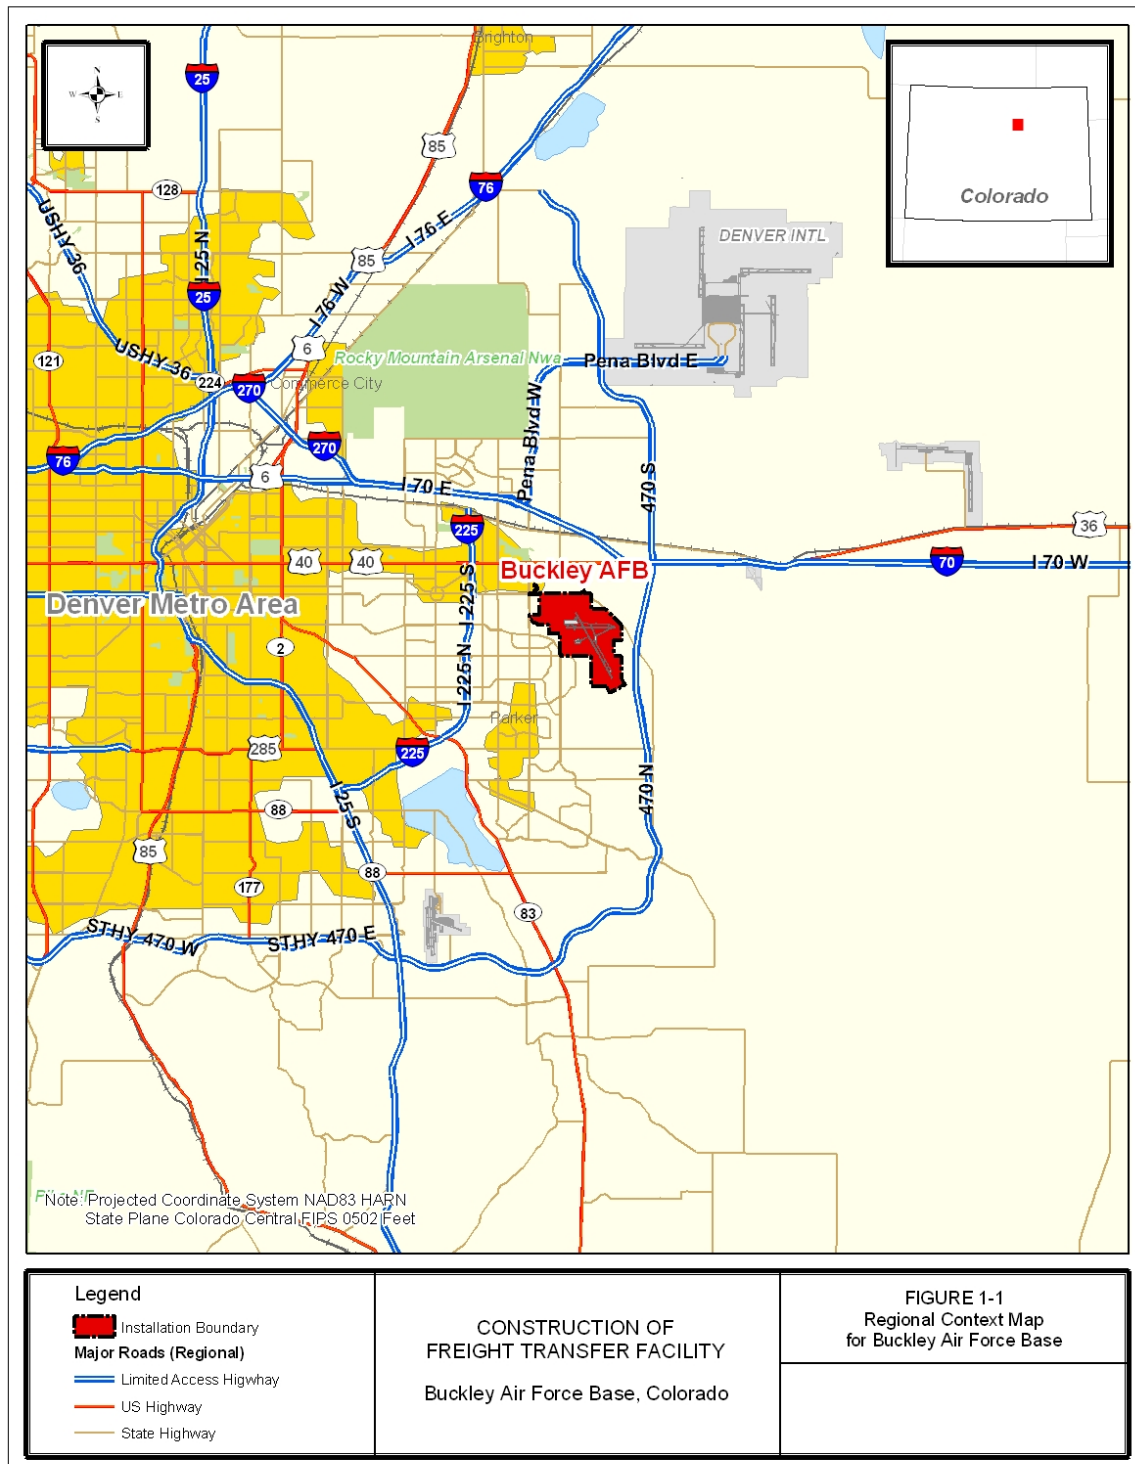 Brighton
N
W E
S
25
85
Colorado
76
128
USHY 36
I 25 N
I 76 E
DENVER INTL
85
25
I 76 W
6
121
USHY 36
Rocky Mountain Arsenal Nwa
Pena Blvd E
224
270
Commerce City
Pena Blvd W
270
76
6
I 70 E
470 S
225
36
40
40
Buckley AFB
70
I 70 W
I 225 S
Denver Metro Area
2
I 225 N
Parker
285
225
470 N
I 25 S
88
85
88
177
83
STHY 470 W
STHY 470 E
Note: Projected Coordinate System NAD83 HARN
State Plane Colorado Central FIPS 0502 Feet
Legend
Installation Boundary
Major Roads (Regional)
Limited Access Higwhay
US Highway
State Highway
CONSTRUCTION OF
FREIGHT TRANSFER FACILITY
Buckley Air Force Base, Colorado
FIGURE 1-1
Regional Context Map
for Buckley Air Force Base